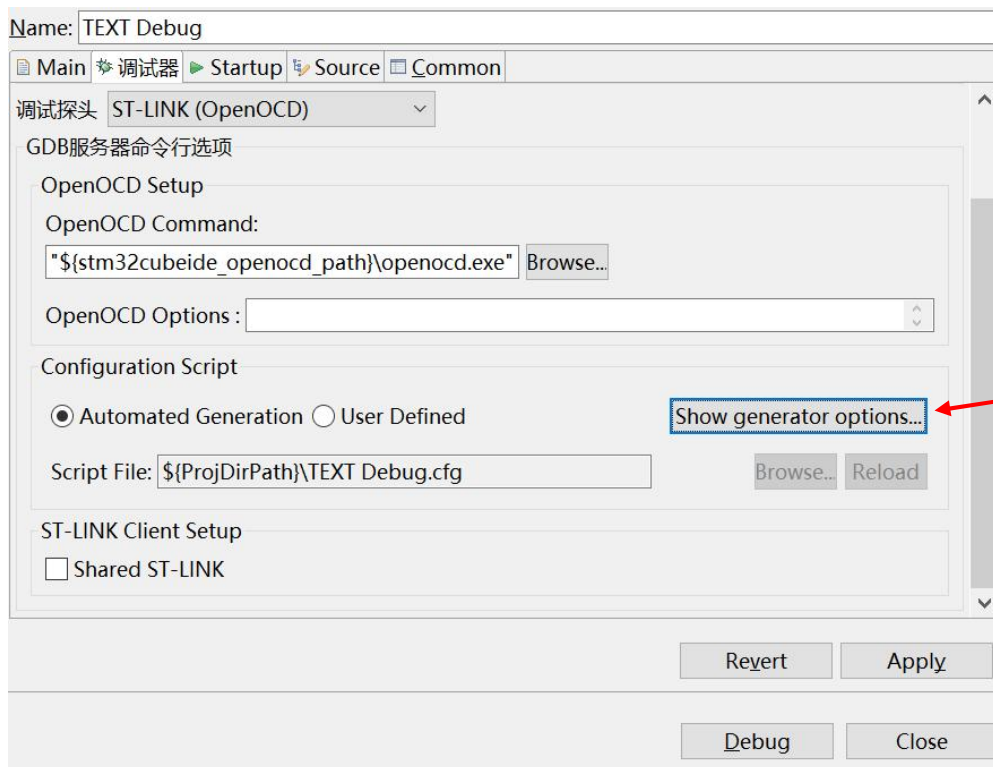 Name: TEXT Debug
Main 调试器 Startup Source Common
调试探头 ST-LINK (OpenOCD)
GDB服务器命令行选项
OpenOCD Setup
OpenOCD Command:
"${stm32cubeide_openocd_path}\openocd.exe" Browse...
OpenOCD Options :
Configuration Script
Automated Generation User Defined Show generator options...
Script File: ${ProjDirPath}\TEXT Debug.cfg Browse... Reload
ST-LINK Client Setup
Shared ST-LINK
Revert Apply
Debug Close